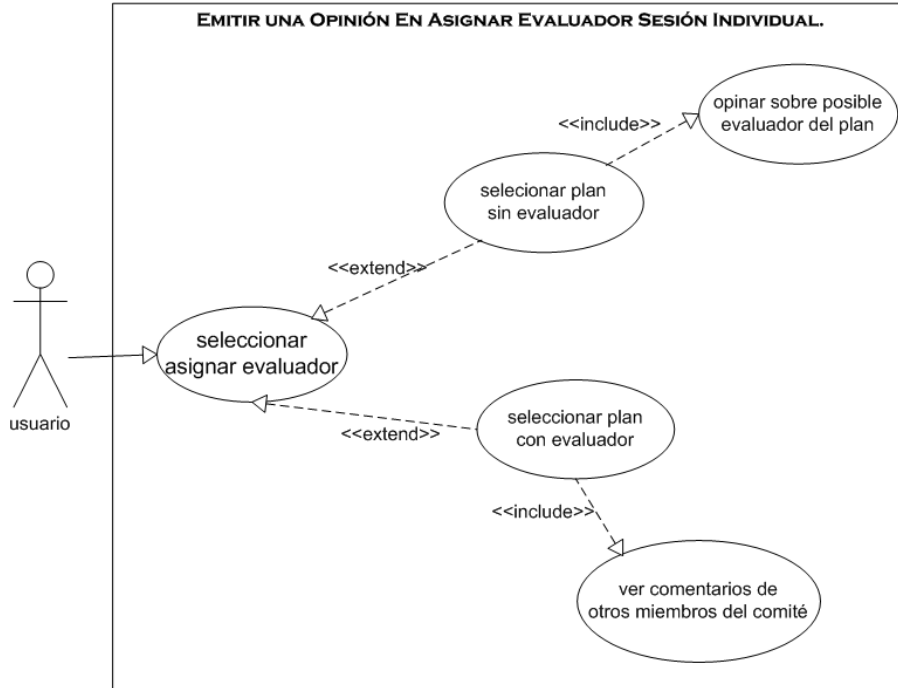 EMITIR UNA OPINIÓN EN ASIGNAR EVALUADOR SESIÓN INDIVIDUAL.
opinar sobre posible
evaluador del plan
<<include>>
selecionar plan
sin evaluador
<<extend>>
seleccionar
asignar evaluador
usuario
seleccionar plan
con evaluador
<<extend>>
<<include>>
ver comentarios de
otros miembros del comité